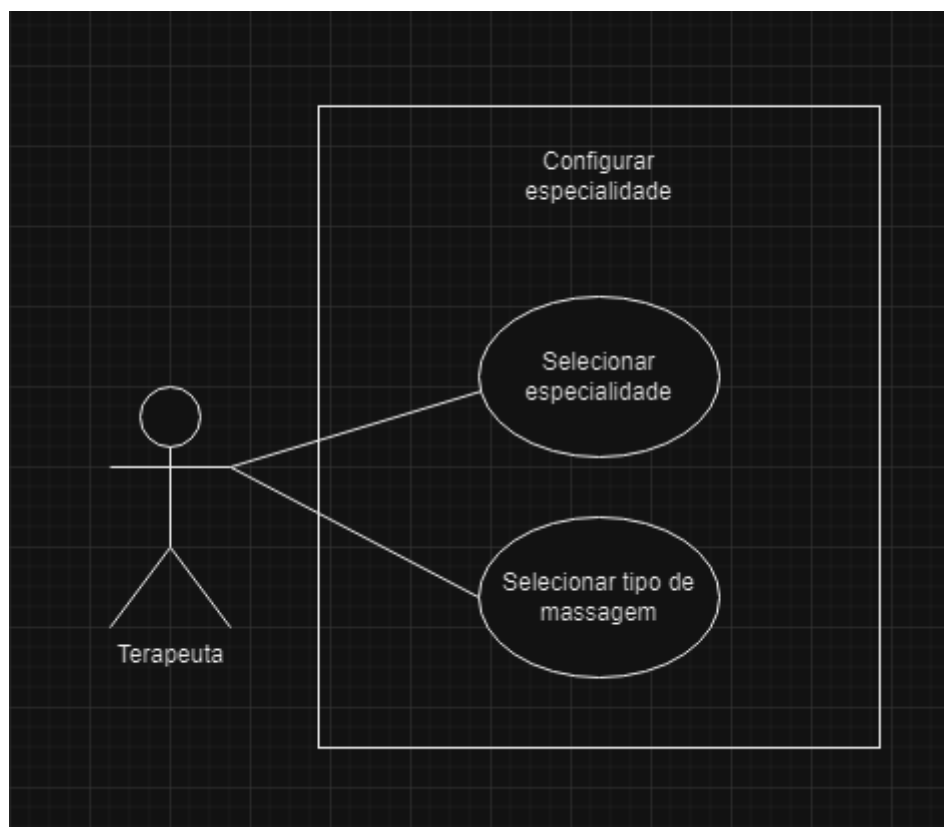 Configurar
especialidade
Selecionar
especialidade
Selecionar tipo de
massagem
Terapeuta